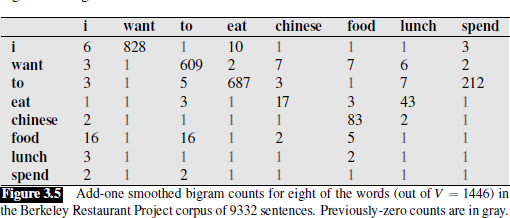 i want to eat chinese food lunch spend
i 6 828 1 10 1 1 1 3
want 3 1 609 2 7 7 6 2
to 3 1 5 687 3 1 7 212
eat 1 1 3 1 17 3 43 1
chinese 2 1 1 1 1 83 2 1
food 16 1 16 1 2 5 1 1
lunch 3 1 1 1 1 2 1 1
spend 2 1 2 1 1 1 1 1
Figure 3.5 Add-one smoothed bigram counts for eight of the words (out of V = 1446) in
the Berkeley Restaurant Project corpus of 9332 sentences. Previously-zero counts are in gray.